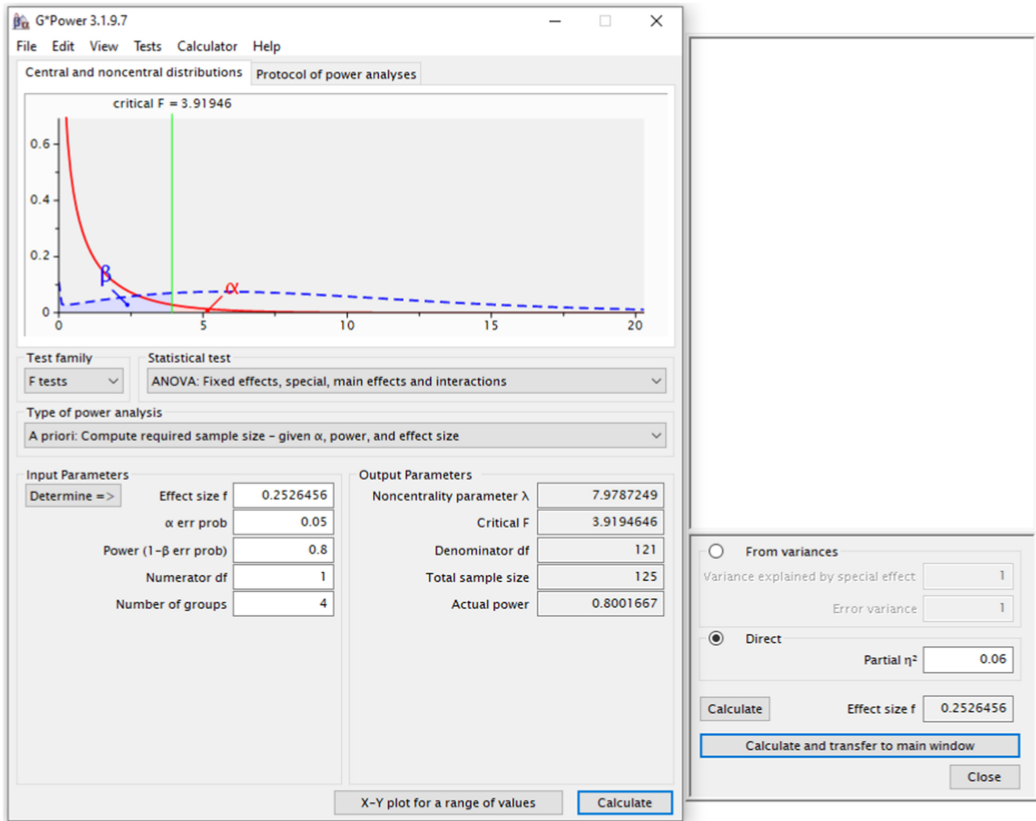 G*Power 3.1.9.7
File Edit View Tests Calculator Help
Central and noncentral distributions Protocol of power analyses
critical F = 3.91946
0.6
0.4
0.2
0
β
α
0 5 10 15 20
Test family
F tests
Statistical test
ANOVA: Fixed effects, special, main effects and interactions
Type of power analysis
A priori: Compute required sample size – given α, power, and effect size
Input Parameters
Determine =>
Effect size f 0.2526456
α err prob 0.05
Power (1–β err prob) 0.8
Numerator df 1
Number of groups 4
Output Parameters
Noncentrality parameter λ 7.9787249
Critical F 3.9194646
Denominator df 121
Total sample size 125
Actual power 0.8001667
X-Y plot for a range of values
Calculate
From variances
Variance explained by special effect 1
Error variance 1
Direct
Partial η² 0.06
Calculate
Effect size f 0.2526456
Calculate and transfer to main window
Close